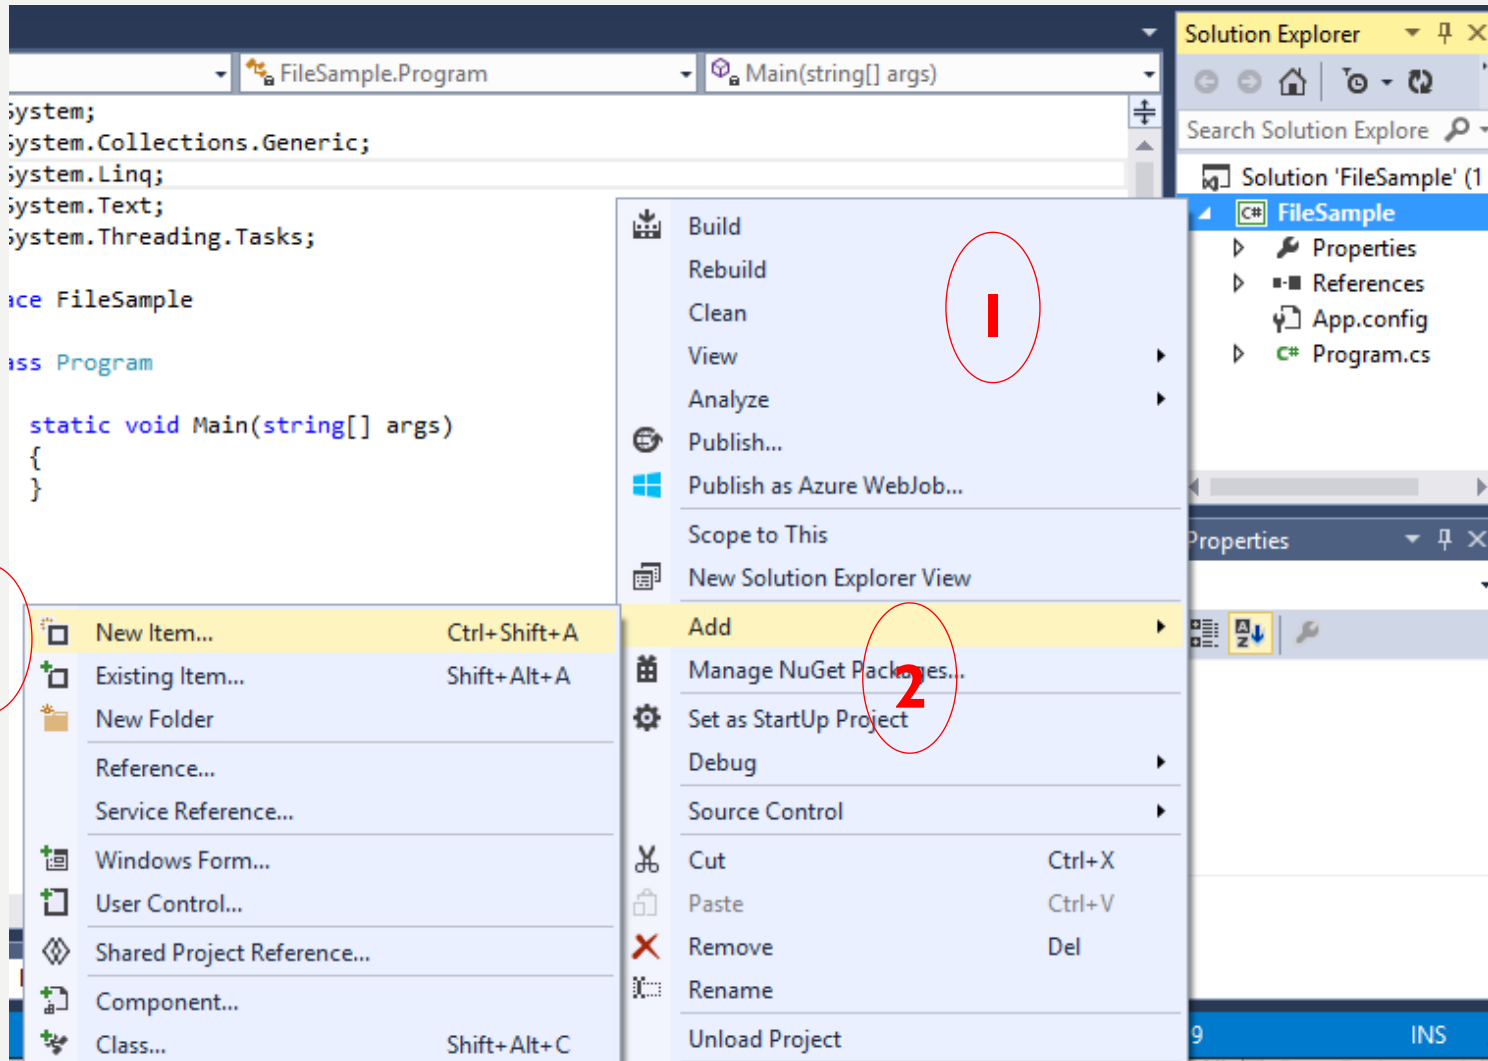 FileSample.Program
Main(string[] args)
System;
System.Collections.Generic;
System.Linq;
System.Text;
System.Threading.Tasks;
ace FileSample
ass Program
static void Main(string[] args)
{
}
Solution Explorer
Search Solution Explore
Solution 'FileSample' (1
C# FileSample
Properties
References
App.config
C# Program.cs
Properties
Build
Rebuild
Clean
1
View
Analyze
Publish...
Publish as Azure WebJob...
Scope to This
New Solution Explorer View
Add
Manage NuGet Packages...
2
Set as StartUp Project
Debug
Source Control
Cut Ctrl+X
Paste Ctrl+V
Remove Del
Rename
Unload Project
New Item... Ctrl+Shift+A
Existing Item... Shift+Alt+A
New Folder
Reference...
Service Reference...
Windows Form...
User Control...
Shared Project Reference...
Component...
Class... Shift+Alt+C
9 INS